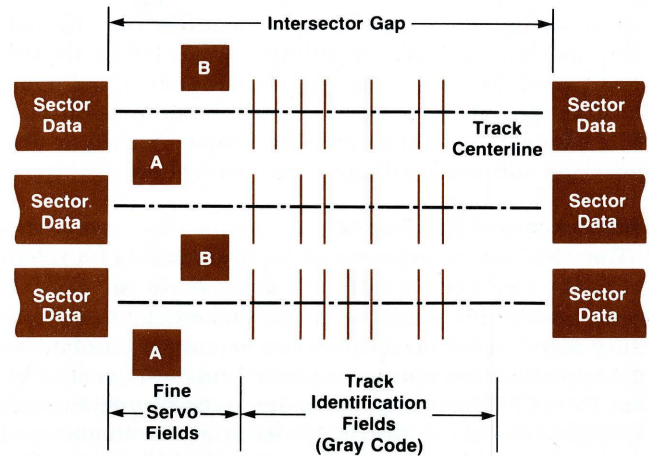 Intersector Gap
B
Sector
Data
Track
Centerline
Sector
Data
A
Sector.
Data
Sector
Data
B
Sector
Data
Sector
Data
A
Fine
Servo
Fields
Track
Identification
Fields
(Gray Code)